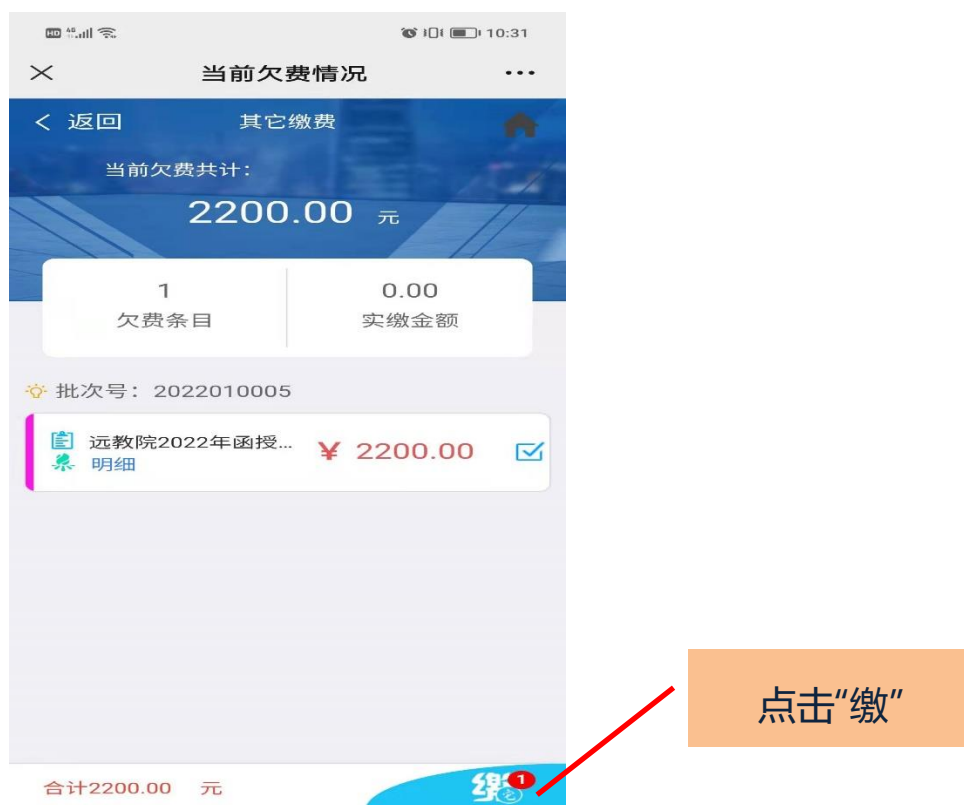 HD 4G 10:31
当前欠费情况
返回 其它缴费
当前欠费共计：
2200.00 元
1 0.00
欠费条目 实缴金额
批次号：2022010005
远教院2022年函授... ¥ 2200.00
明细
点击“缴”
合计2200.00 元 缴 1